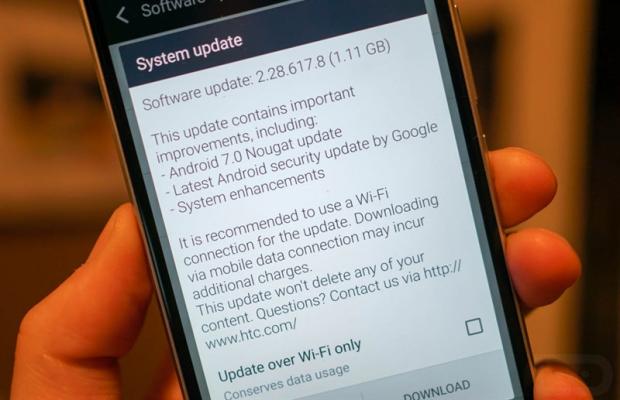 Software
System update
Software update: 2.28.617.8 (1.11 GB)
This update contains important
improvements, including:
- Android 7.0 Nougat update
- Latest Android security update by Google
- System enhancements
It is recommended to use a Wi-Fi
connection for the update. Downloading
via mobile data connection may incur
additional charges.
This update won't delete any of your
content. Questions? Contact us via http://
www.htc.com/
Update over Wi-Fi only
Conserves data usage
DOWNLOAD